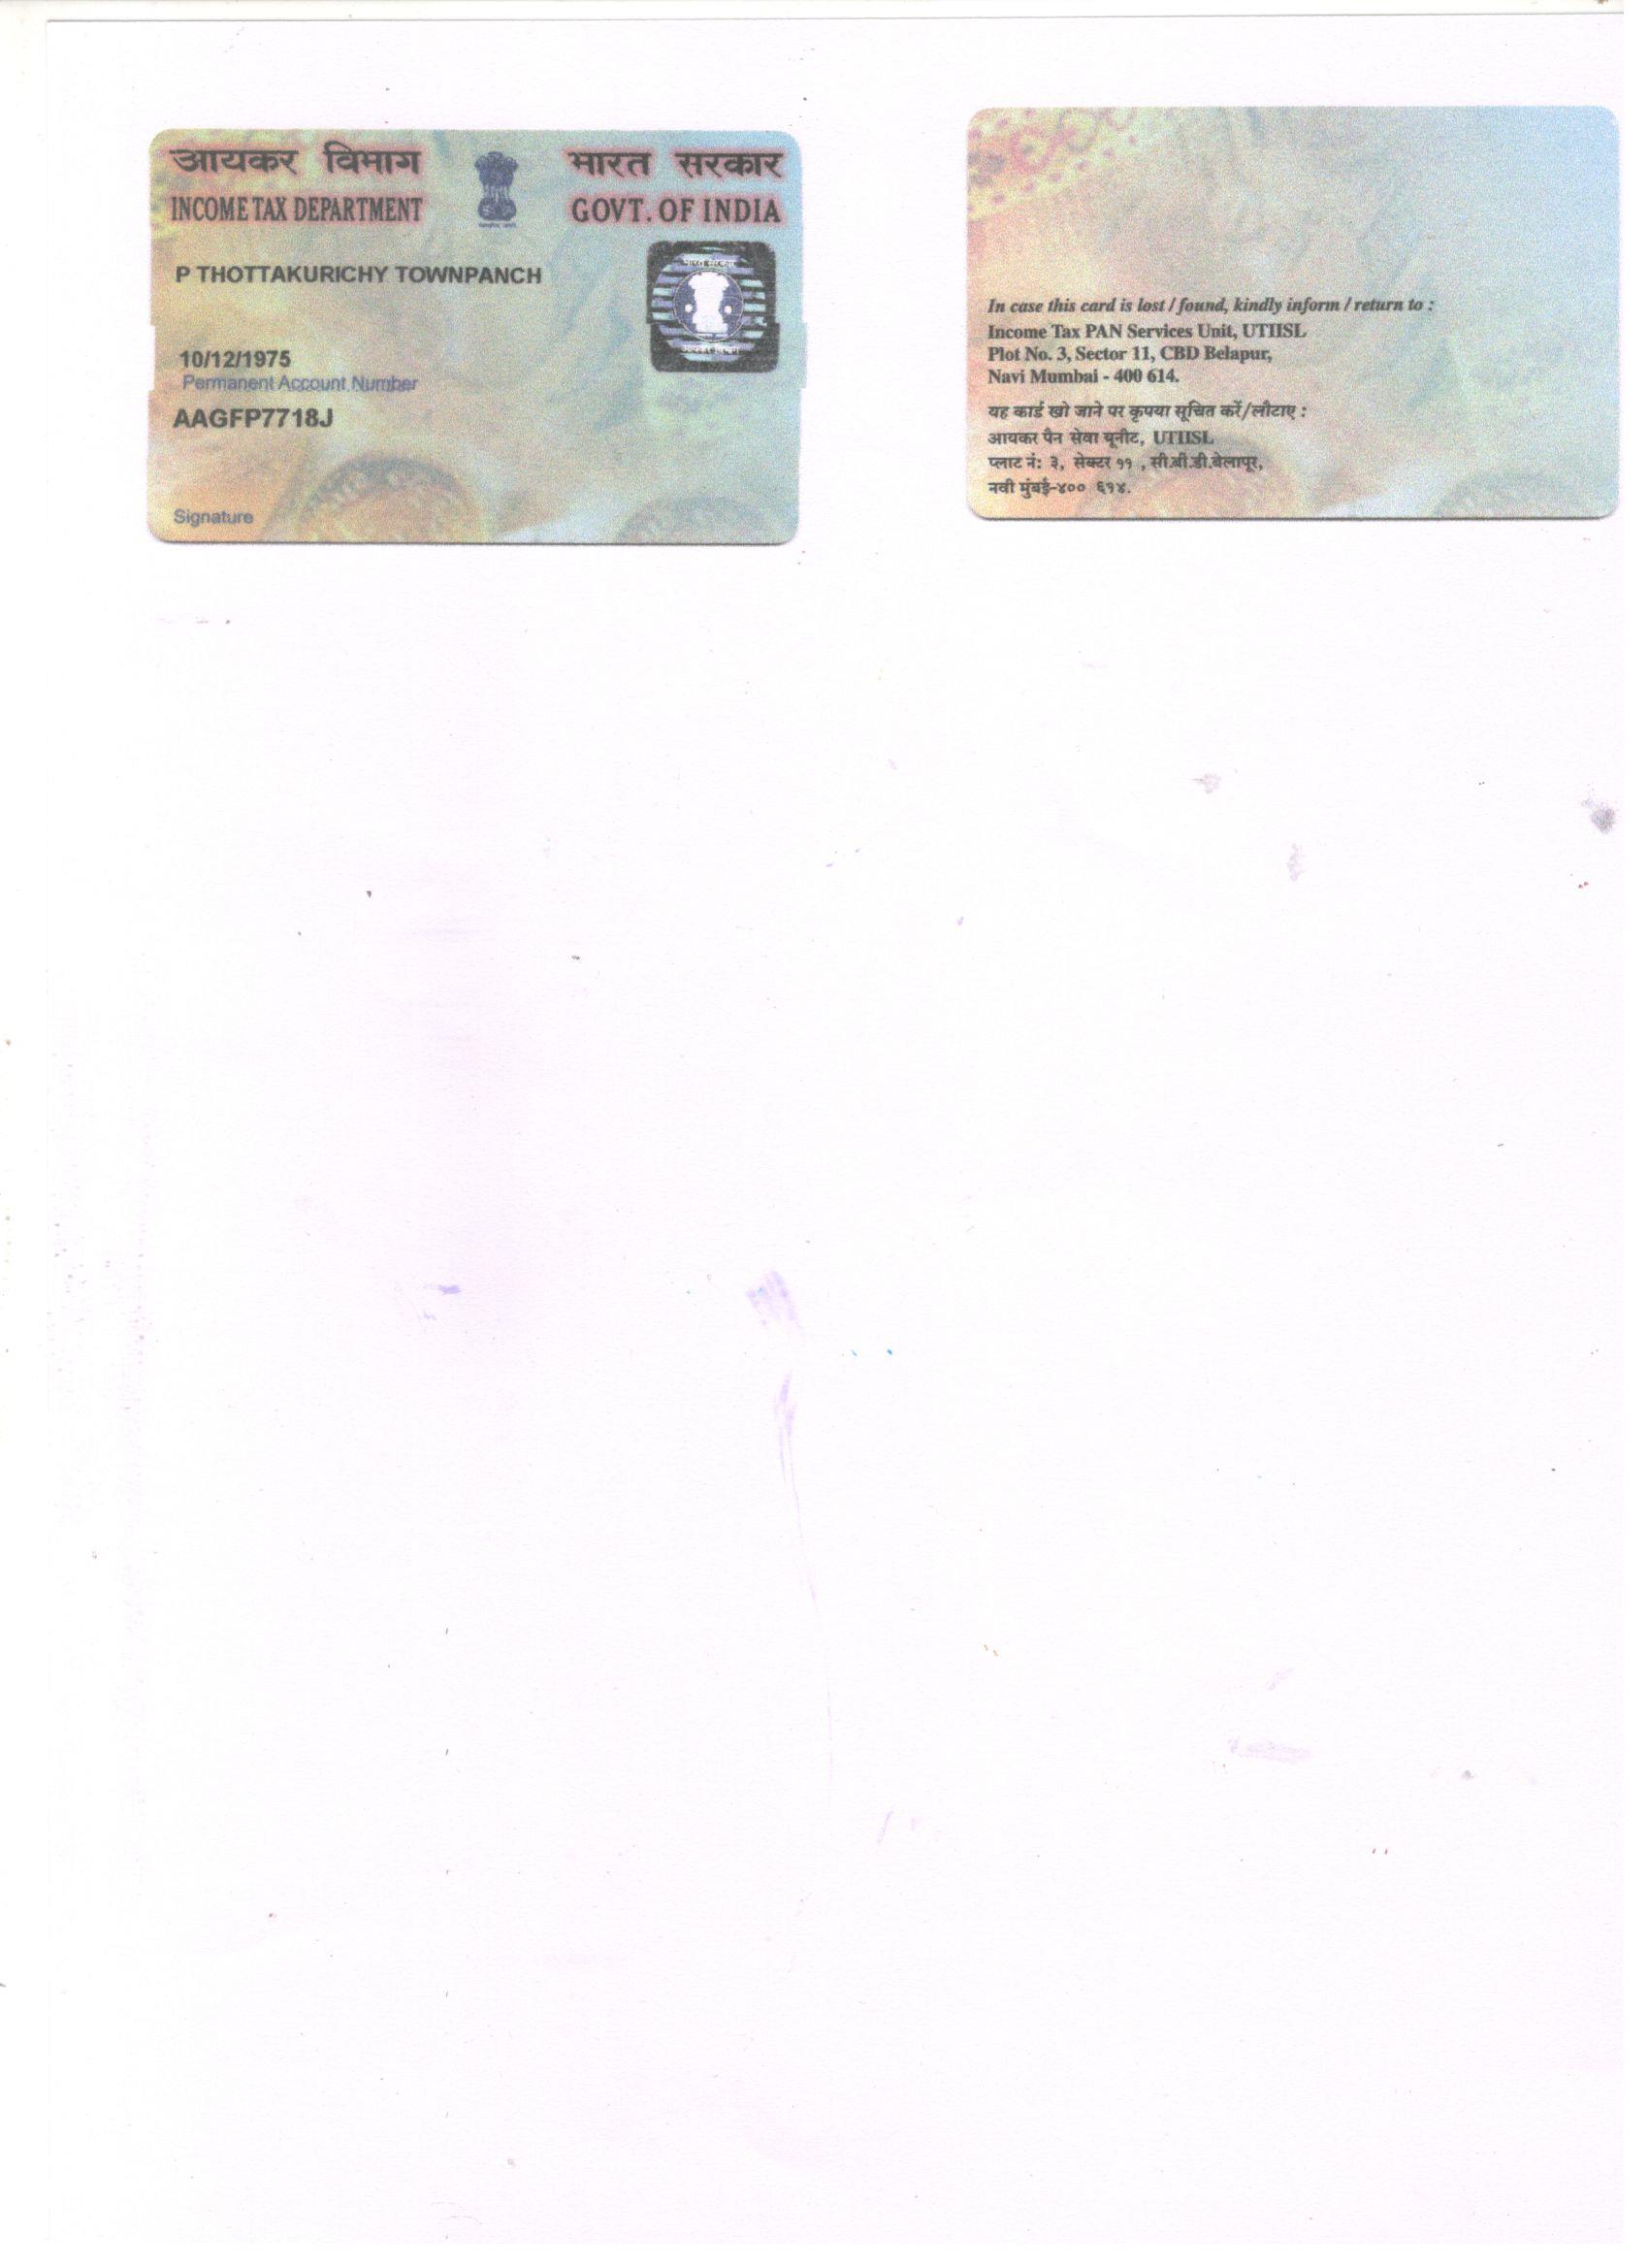 आयकर विभाग
भारत सरकार
INCOME TAX DEPARTMENT
GOVT. OF INDIA
P THOTTAKURICHY TOWNPANCH
भारत सरकार
10/12/1975
Permanent Account Number
AAGFP7718J
Signature
In case this card is lost / found, kindly inform / return to :
Income Tax PAN Services Unit, UTIISL
Plot No. 3, Sector 11, CBD Belapur,
Navi Mumbai - 400 614.
यह कार्ड खो जाने पर कृपया सूचित करें/लौटाए :
आयकर पैन सेवा यूनीट, UTIISL
प्लाट नं: ३, सेक्टर ११ , सी.बी.डी.बेलापूर,
नवी मुंबई-४०० ६१४.